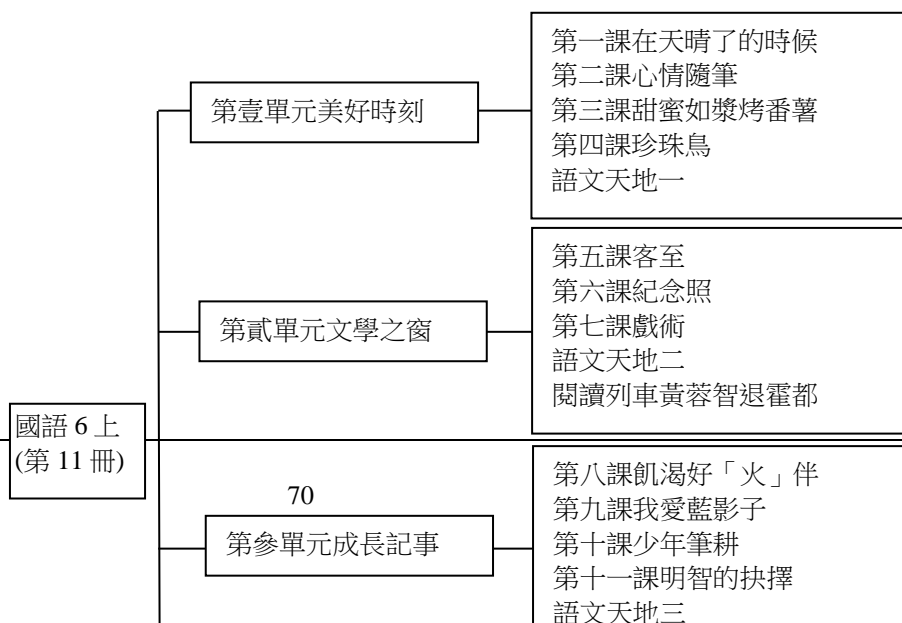 第一課在天晴了的時候
第二課心情隨筆
第三課甜蜜如漿烤番薯
第四課珍珠鳥
語文天地一
第壹單元美好時刻
第五課客至
第六課紀念照
第七課戲術
語文天地二
閱讀列車黃蓉智退霍都
第貳單元文學之窗
國語 6 上
(第 11 冊)
70
第八課飢渴好「火」伴
第九課我愛藍影子
第十課少年筆耕
第十一課明智的抉擇
語文天地三
第參單元成長記事